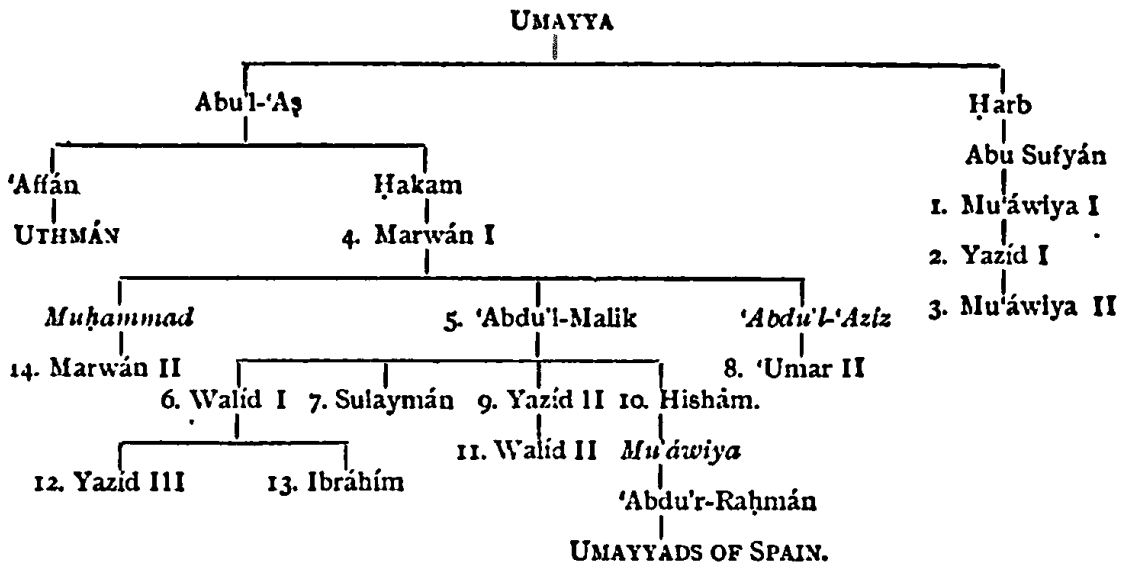 UMAYYA
Abu'l-‘Aṣ Ḥarb
Abu Sufyán
‘Affán Ḥakam
1. Mu‘áwiya I
UTHMÁN 4. Marwán I
2. Yazíd I
Muḥammad 5. ‘Abdu'l-Malik ‘Abdu'l-‘Azíz 3. Mu‘áwiya II
14. Marwán II 8. ‘Umar II
6. Walíd I 7. Sulaymán 9. Yazíd II 10. Hishám.
11. Walíd II Mu‘áwiya
12. Yazíd III 13. Ibráhím
‘Abdu'r-Raḥmán
UMAYYADS OF SPAIN.